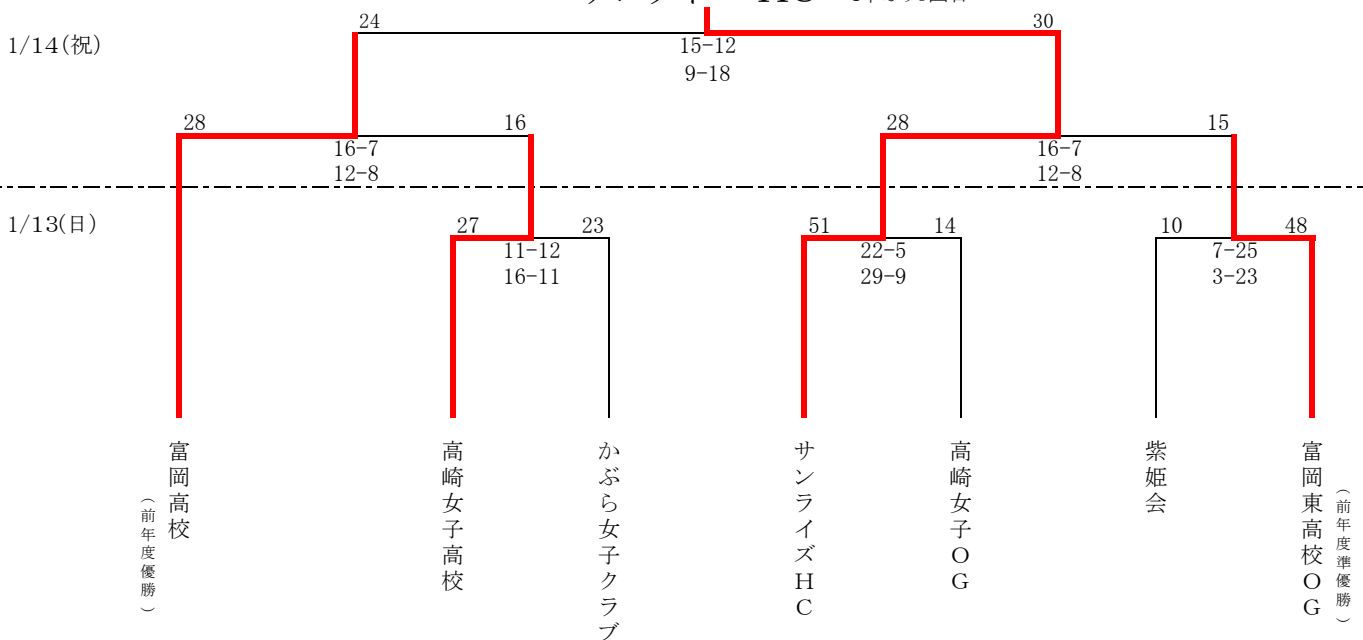 24
30
1/14(祝)
15-12
9-18
28
16
28
15
16-7
12-8
16-7
12-8
1/13(日)
27
23
51
14
10
48
11-12
16-11
22-5
29-9
7-25
3-23
富岡高校
(前年度優勝)
高崎女子高校
かぶら女子クラブ
サンライズHC
高崎女子OG
紫姫会
富岡東高校OG
(前年度準優勝)